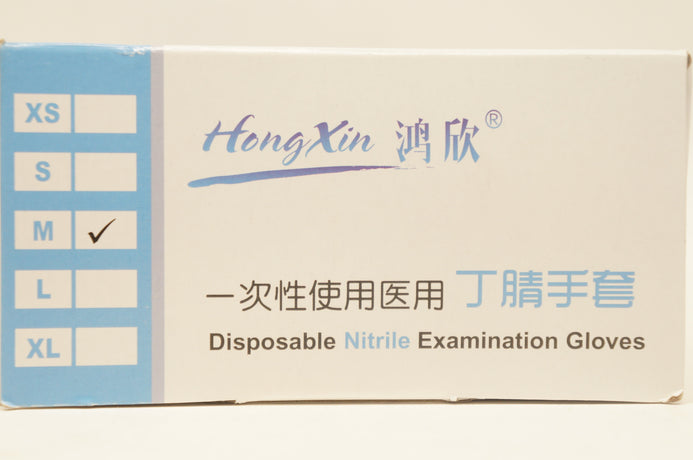 XS
S
M ✓
L
XL
HongXin 鸿欣®
一次性使用医用 丁腈手套
Disposable Nitrile Examination Gloves